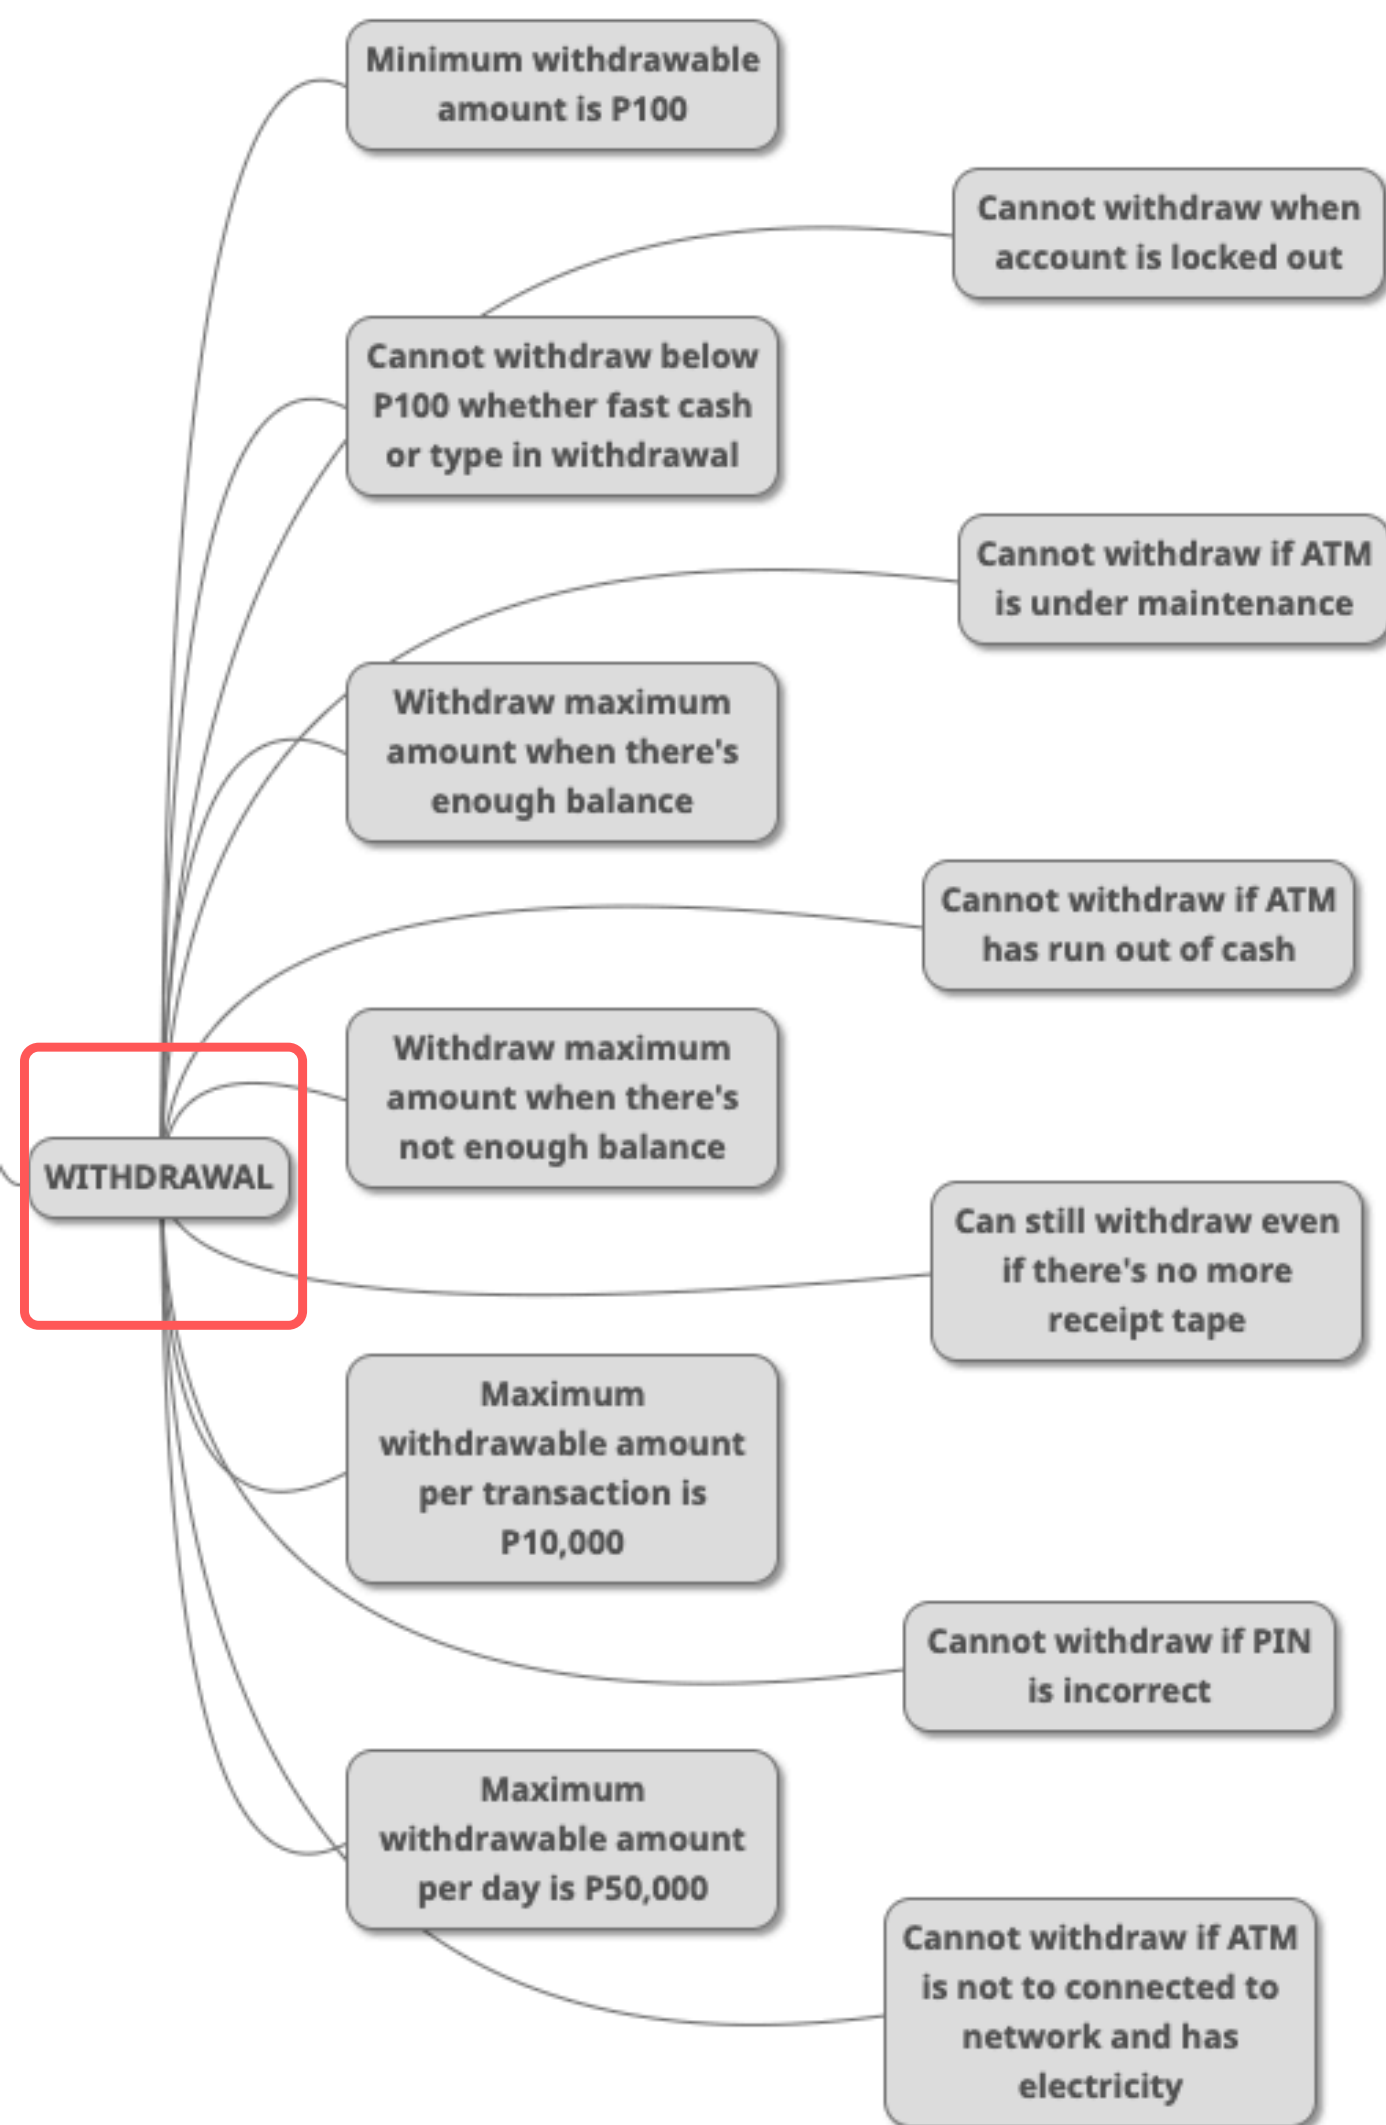 Minimum withdrawable
amount is P100
Cannot withdraw when
account is locked out
Cannot withdraw below
P100 whether fast cash
or type in withdrawal
Cannot withdraw if ATM
is under maintenance
Withdraw maximum
amount when there's
enough balance
Cannot withdraw if ATM
has run out of cash
Withdraw maximum
amount when there's
not enough balance
WITHDRAWAL
Can still withdraw even
if there's no more
receipt tape
Maximum
withdrawable amount
per transaction is
P10,000
Cannot withdraw if PIN
is incorrect
Maximum
withdrawable amount
per day is P50,000
Cannot withdraw if ATM
is not to connected to
network and has
electricity